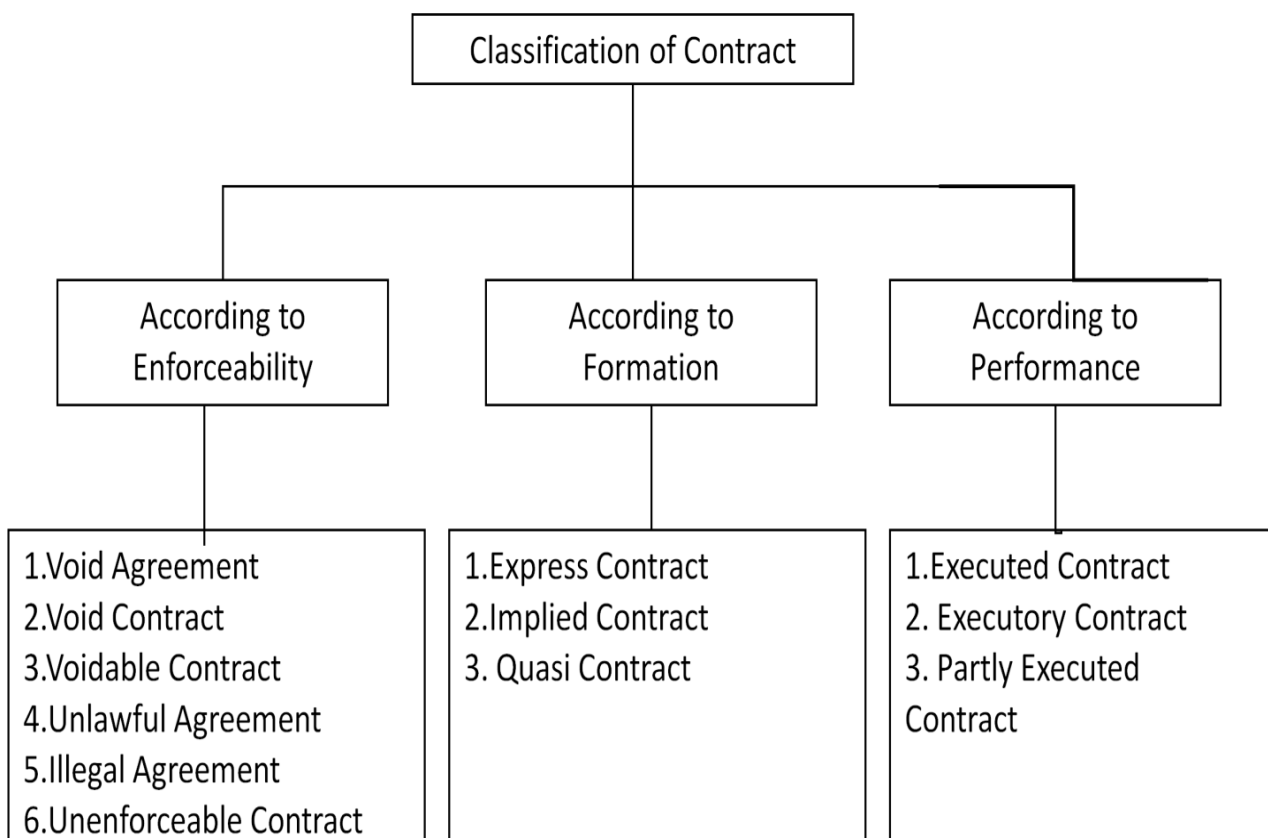 Classification of Contract
According to
Enforceability
According to
Formation
According to
Performance
1.Void Agreement
2.Void Contract
3.Voidable Contract
4.Unlawful Agreement
5.Illegal Agreement
6.Unenforceable Contract
1.Express Contract
2.Implied Contract
3. Quasi Contract
1.Executed Contract
2. Executory Contract
3. Partly Executed
Contract